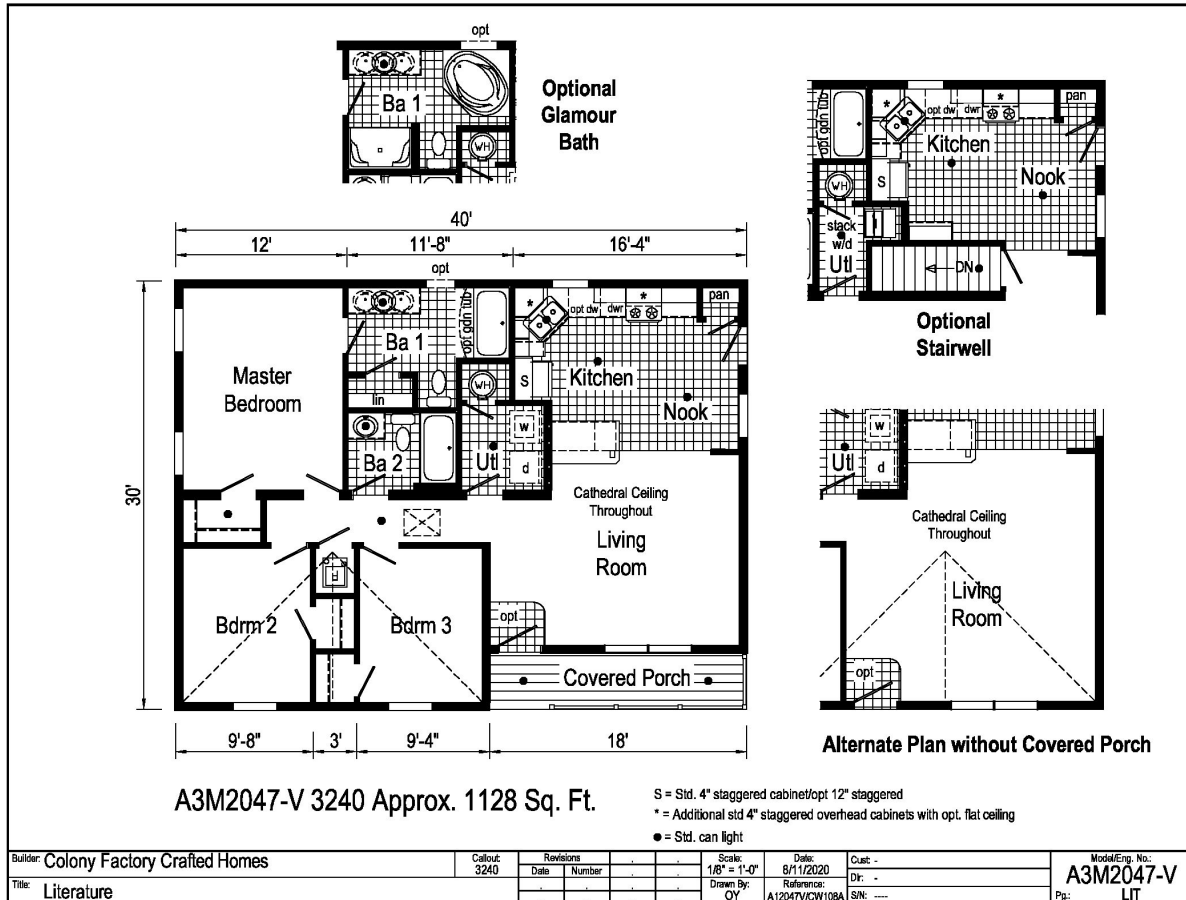 opt
Ba 1
WH
Optional
Glamour
Bath
opt gdn tub
*
opt dw
dwr
*
pan
Kitchen
Nook
S
WH
stack
w/d
Utl
DN
Optional
Stairwell
40'
12'
11'-8"
16'-4"
opt
30'
Master
Bedroom
Ba 1
opt gdn tub
lin
WH
*
opt dw
dwr
*
pan
S
Kitchen
Nook
Ba 2
Utl
w
d
Cathedral Ceiling
Throughout
Living
Room
opt
Bdrm 2
Bdrm 3
Covered Porch
9'-8"
3'
9'-4"
18'
Utl
w
d
Cathedral Ceiling
Throughout
Living
Room
opt
Alternate Plan without Covered Porch
A3M2047-V 3240 Approx. 1128 Sq. Ft.
S = Std. 4" staggered cabinet/opt 12" staggered
* = Additional std 4" staggered overhead cabinets with opt. flat ceiling
● = Std. can light
Builder: Colony Factory Crafted Homes
Title: Literature
Callout:
3240
Revisions
Date Number
Scale:
1/8" = 1'-0"
Drawn By:
OY
Date:
8/11/2020
Reference:
A12047V/CW108A
Cust: -
Dir: -
S/N: ----
Model/Eng. No.:
A3M2047-V
Pg.: LIT